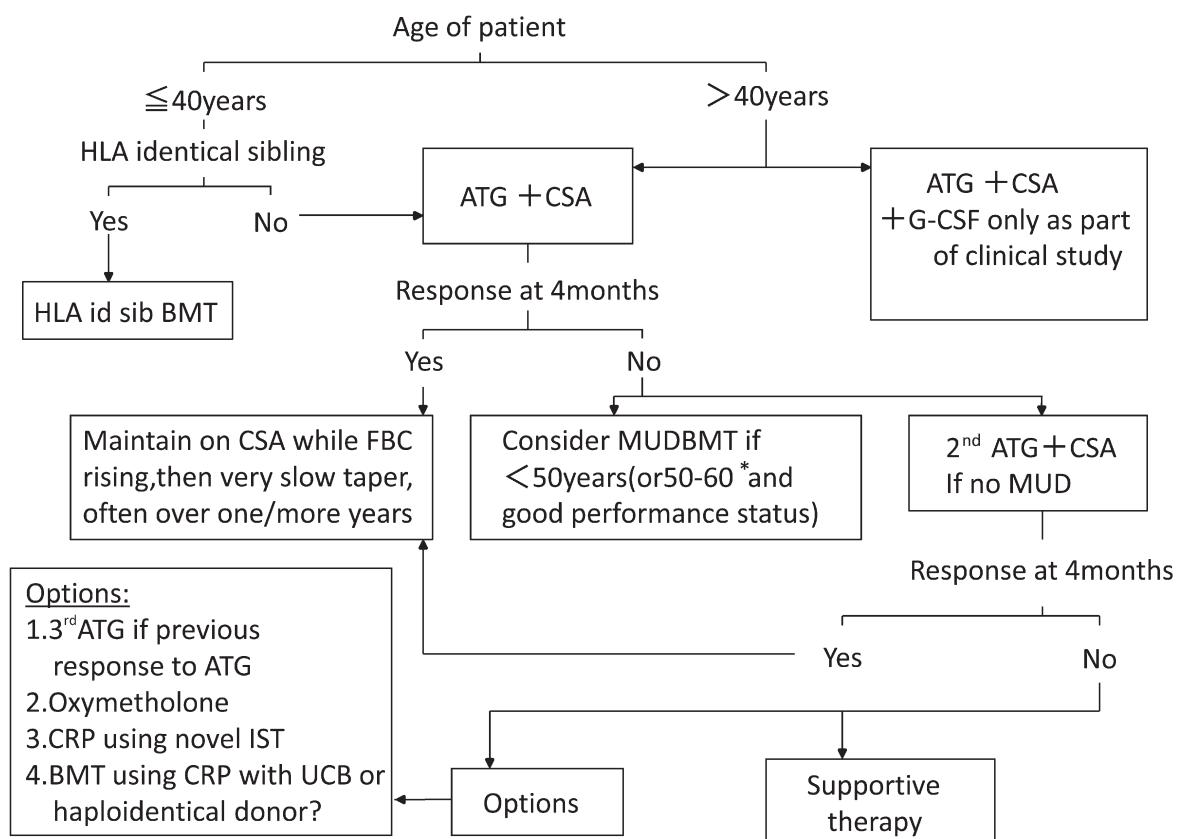 Age of patient
≦40years
＞40years
HLA identical sibling
Yes
No
HLA id sib BMT
ATG ＋CSA
ATG ＋CSA
＋G-CSF only as part
of clinical study
Response at 4months
Yes
No
Maintain on CSA while FBC
rising,then very slow taper,
often over one/more years
Consider MUDBMT if
＜50years(or50-60 *and
good performance status)
2nd ATG＋CSA
If no MUD
Response at 4months
Yes
No
Options:
1.3rdATG if previous
response to ATG
2.Oxymetholone
3.CRP using novel IST
4.BMT using CRP with UCB or
haploidentical donor?
Options
Supportive
therapy